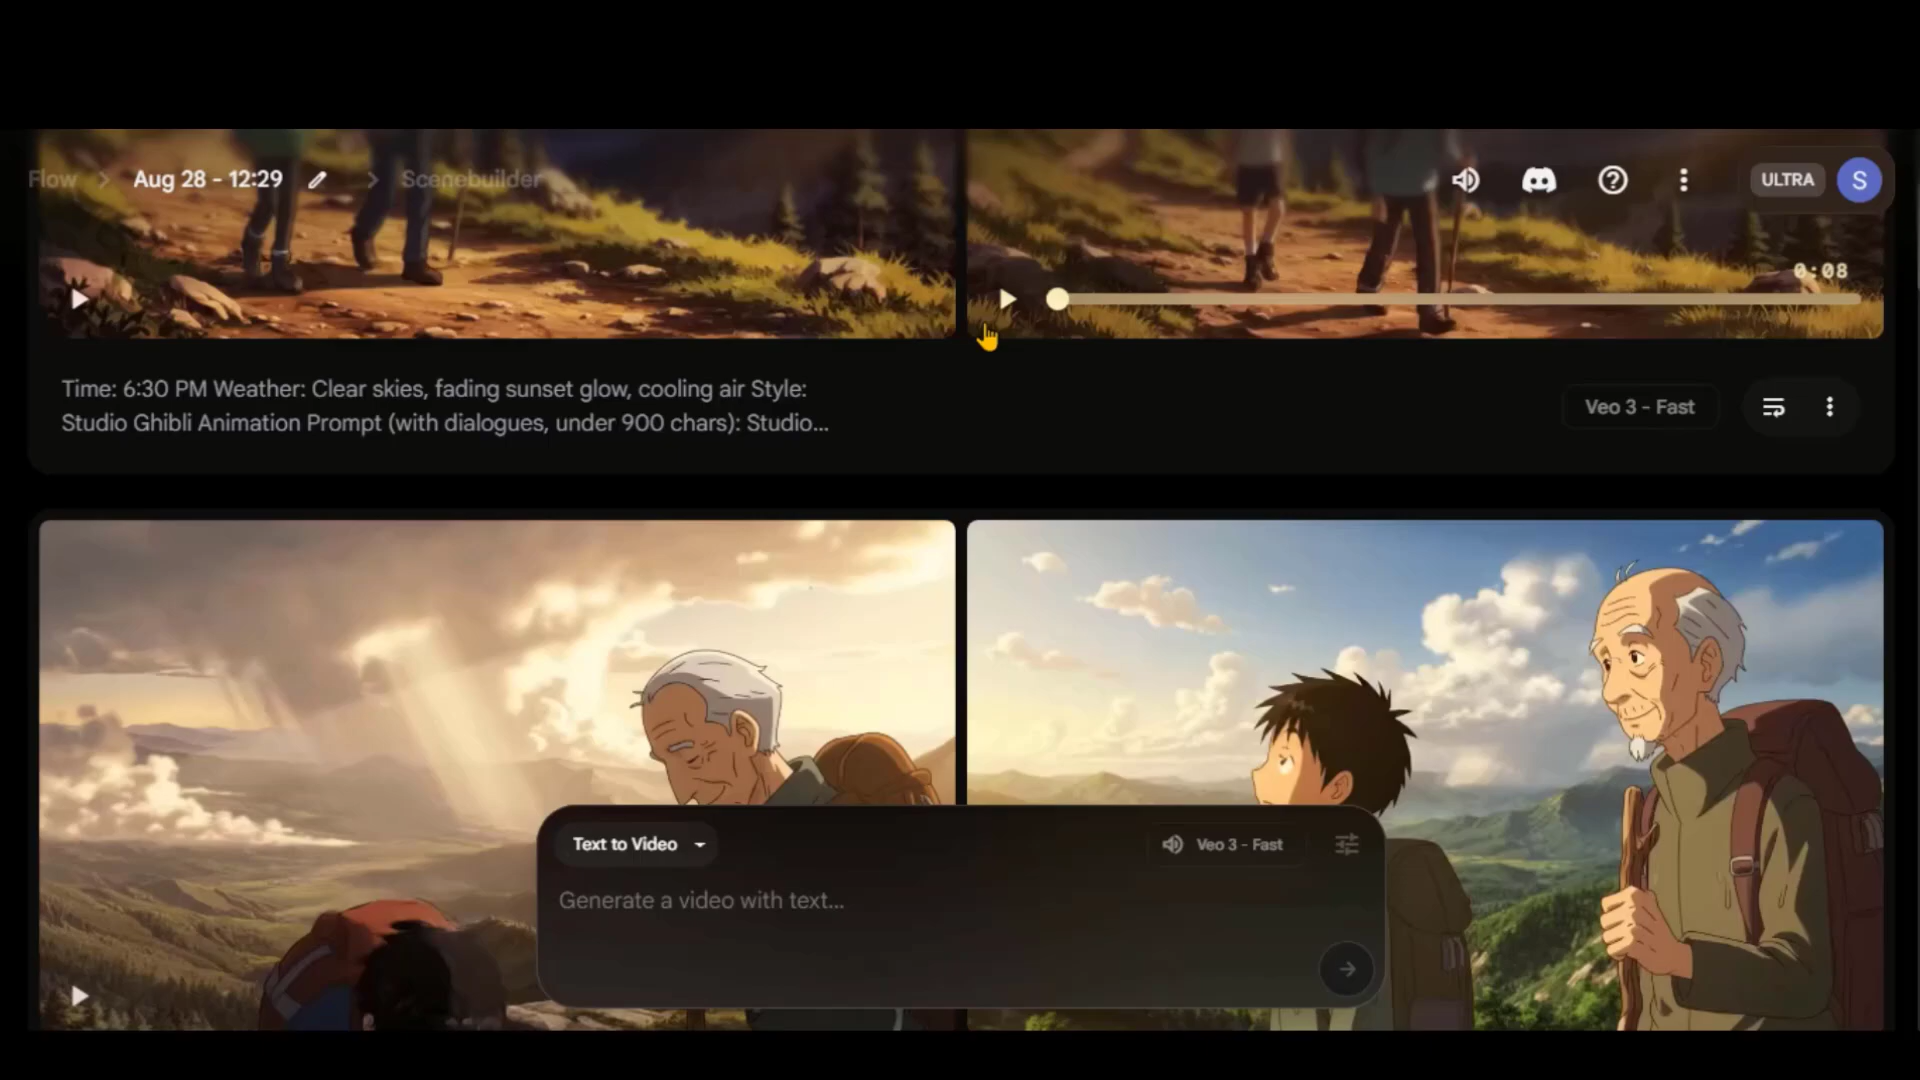 Flow > Aug 28 - 12:29 > Scenebuilder
ULTRA S
0:08
Time: 6:30 PM Weather: Clear skies, fading sunset glow, cooling air Style:
Studio Ghibli Animation Prompt (with dialogues, under 900 chars): Studio...
Veo 3 - Fast
Text to Video
Veo 3 - Fast
Generate a video with text...